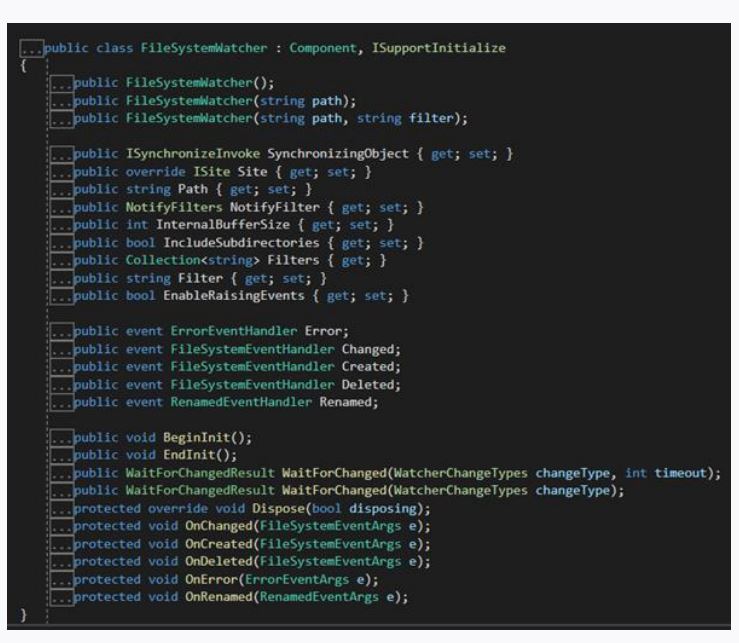 ...public class FileSystemWatcher : Component, ISupportInitialize
{
...public FileSystemWatcher();
...public FileSystemWatcher(string path);
...public FileSystemWatcher(string path, string filter);
...public ISynchronizeInvoke SynchronizingObject { get; set; }
...public override ISite Site { get; set; }
...public string Path { get; set; }
...public NotifyFilters NotifyFilter { get; set; }
...public int InternalBufferSize { get; set; }
...public bool IncludeSubdirectories { get; set; }
...public Collection<string> Filters { get; }
...public string Filter { get; set; }
...public bool EnableRaisingEvents { get; set; }
...public event ErrorEventHandler Error;
...public event FileSystemEventHandler Changed;
...public event FileSystemEventHandler Created;
...public event FileSystemEventHandler Deleted;
...public event RenamedEventHandler Renamed;
...public void BeginInit();
...public void EndInit();
...public WaitForChangedResult WaitForChanged(WatcherChangeTypes changeType, int timeout);
...public WaitForChangedResult WaitForChanged(WatcherChangeTypes changeType);
...protected override void Dispose(bool disposing);
...protected void OnChanged(FileSystemEventArgs e);
...protected void OnCreated(FileSystemEventArgs e);
...protected void OnDeleted(FileSystemEventArgs e);
...protected void OnError(ErrorEventArgs e);
...protected void OnRenamed(RenamedEventArgs e);
}